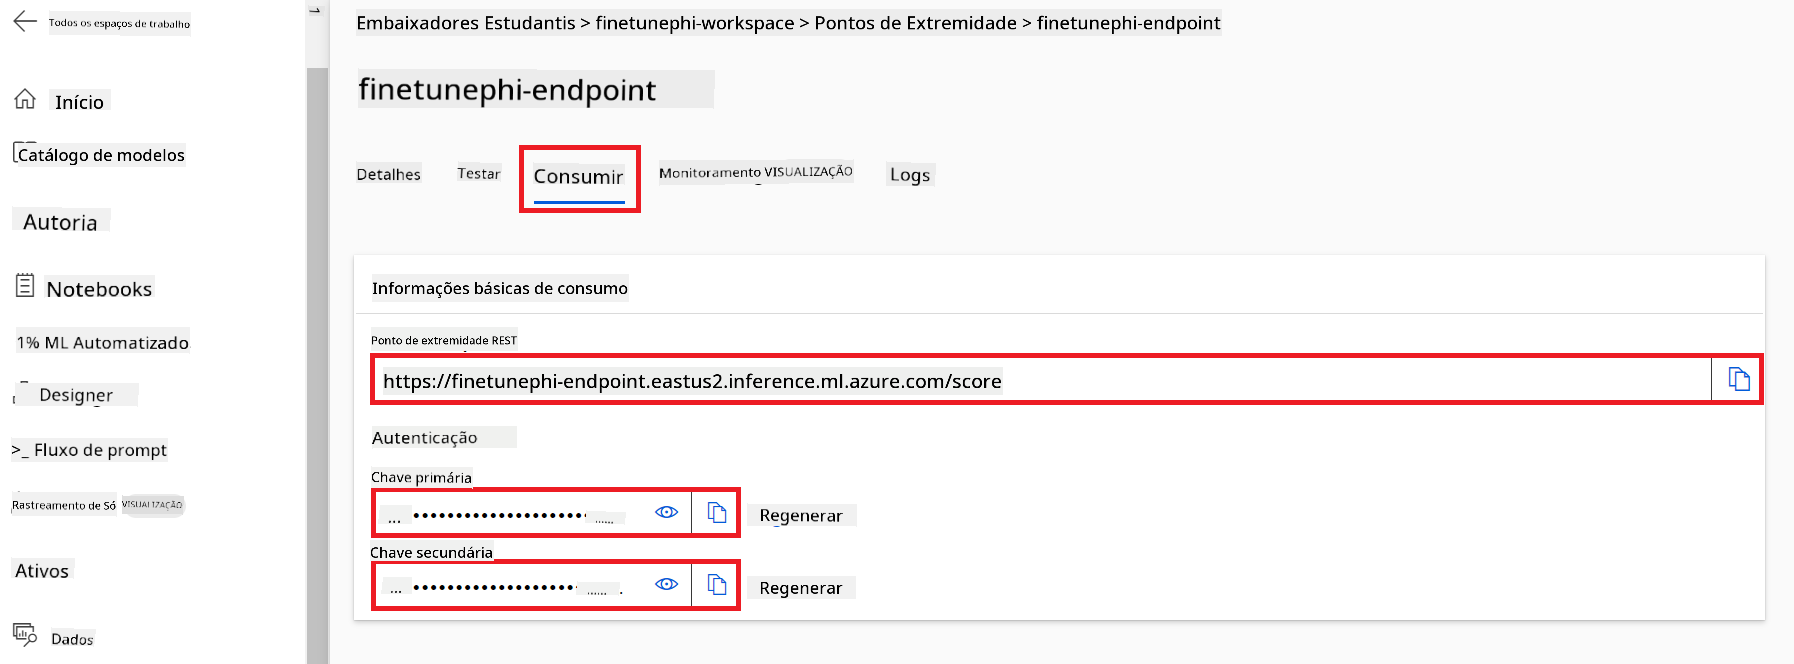 Todos os espaços de trabalho
Início
Catálogo de modelos
Autoria
Notebooks
1% ML Automatizado
Designer
>_ Fluxo de prompt
Rastreamento de Só VISUALIZAÇÃO
Ativos
Dados
Embaixadores Estudantis > finetunephi-workspace > Pontos de Extremidade > finetunephi-endpoint
finetunephi-endpoint
Detalhes Testar Consumir Monitoramento VISUALIZAÇÃO Logs
Informações básicas de consumo
Ponto de extremidade REST
https://finetunephi-endpoint.eastus2.inference.ml.azure.com/score
Autenticação
Chave primária
Regenerar
Chave secundária
Regenerar